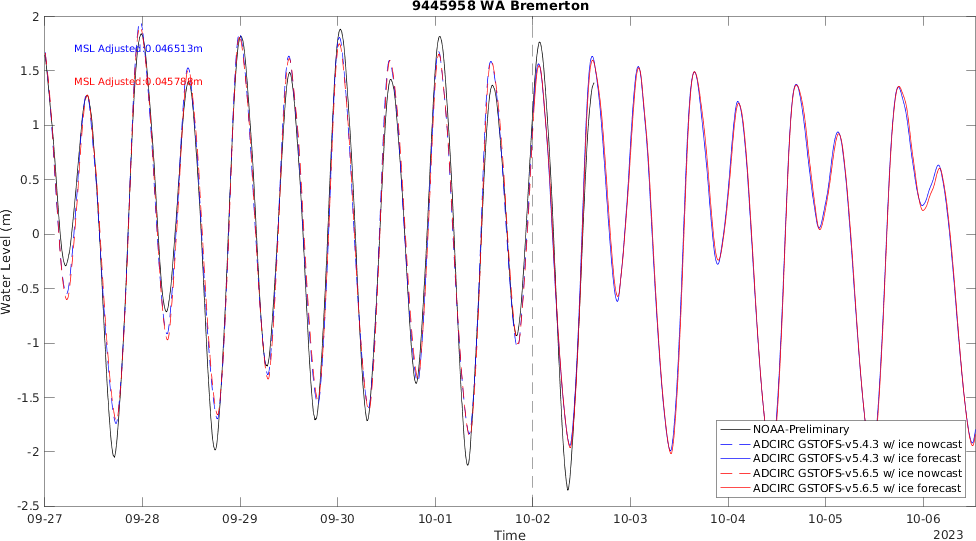 9445958 WA Bremerton
MSL Adjusted:0.046513m
MSL Adjusted:0.045788m
Water Level (m)
2
1.5
1
0.5
0
-0.5
-1
-1.5
-2
-2.5
NOAA-Preliminary
ADCIRC GSTOFS-v5.4.3 w/ ice nowcast
ADCIRC GSTOFS-v5.4.3 w/ ice forecast
ADCIRC GSTOFS-v5.6.5 w/ ice nowcast
ADCIRC GSTOFS-v5.6.5 w/ ice forecast
09-27 09-28 09-29 09-30 10-01 10-02 10-03 10-04 10-05 10-06
Time
2023